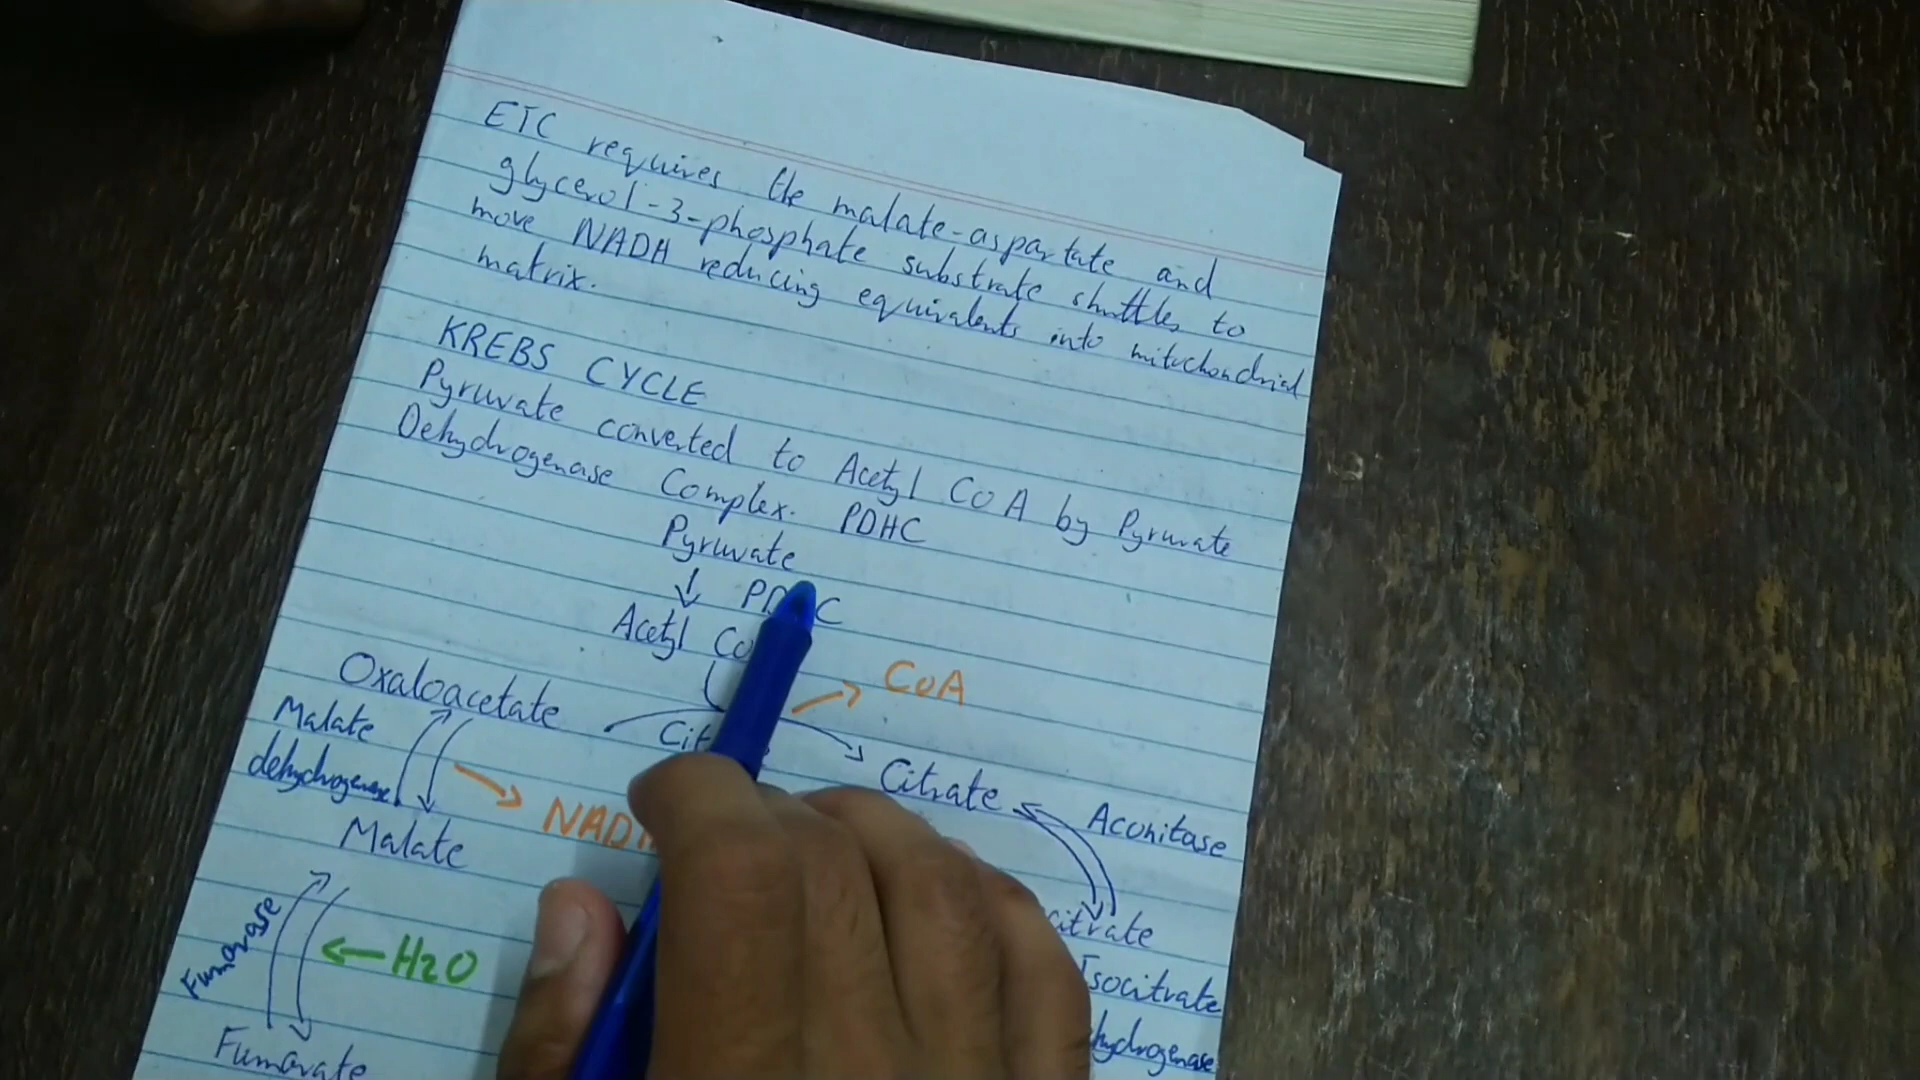 ETC requires the malate-aspartate and
glycerol-3-phosphate substrate shuttles to
move NADH reducing equivalents into mitochondrial
matrix.
KREBS CYCLE
Pyruvate converted to Acetyl CoA by Pyruvate
Dehydrogenase Complex. PDHC
Pyruvate
Acetyl
CoA
Oxaloacetate
Malate
dehydrogenase
Citrate
Aconitase
Malate
Fumarase
H2O
Isocitrate
Fumarate